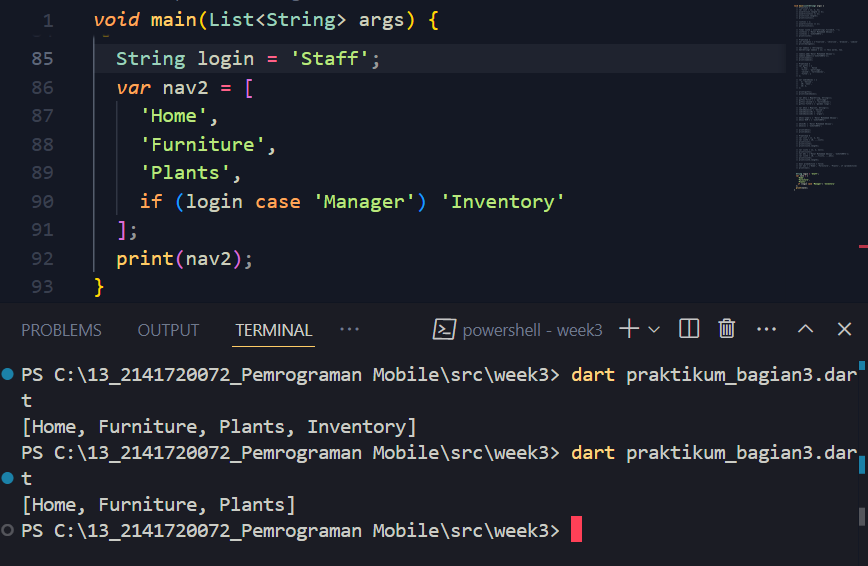 1 void main(List<String> args) {
85 String login = 'Staff';
86 var nav2 = [
87 'Home',
88 'Furniture',
89 'Plants',
90 if (login case 'Manager') 'Inventory'
91 ];
92 print(nav2);
93 }
PROBLEMS OUTPUT TERMINAL ··· powershell - week3
PS C:\13_2141720072_Pemrograman Mobile\src\week3> dart praktikum_bagian3.dar
t
[Home, Furniture, Plants, Inventory]
PS C:\13_2141720072_Pemrograman Mobile\src\week3> dart praktikum_bagian3.dar
t
[Home, Furniture, Plants]
PS C:\13_2141720072_Pemrograman Mobile\src\week3>